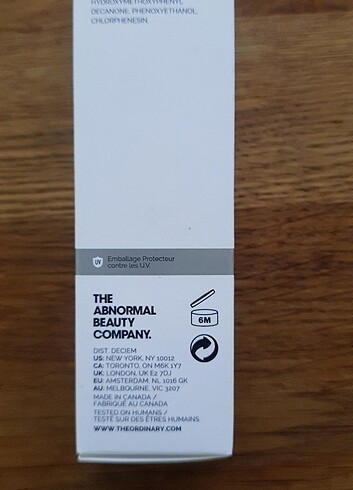 HYDROXYMETHOXYPHENYL
DECANONE, PHENOXYETHANOL,
CHLORPHENESIN.
UV
Emballage Protecteur
contre les U.V.
THE
ABNORMAL
BEAUTY
COMPANY.
6M
DIST. DECIEM
US: NEW YORK, NY 10012
CA: TORONTO, ON M6K 1Y7
UK: LONDON, UK E2 7DJ
EU: AMSTERDAM, NL 1016 GK
AU: MELBOURNE, VIC 3207
MADE IN CANADA /
FABRIQUÉ AU CANADA
TESTED ON HUMANS /
TESTÉ SUR DES ÊTRES HUMAINS.
WWW.THEORDINARY.COM